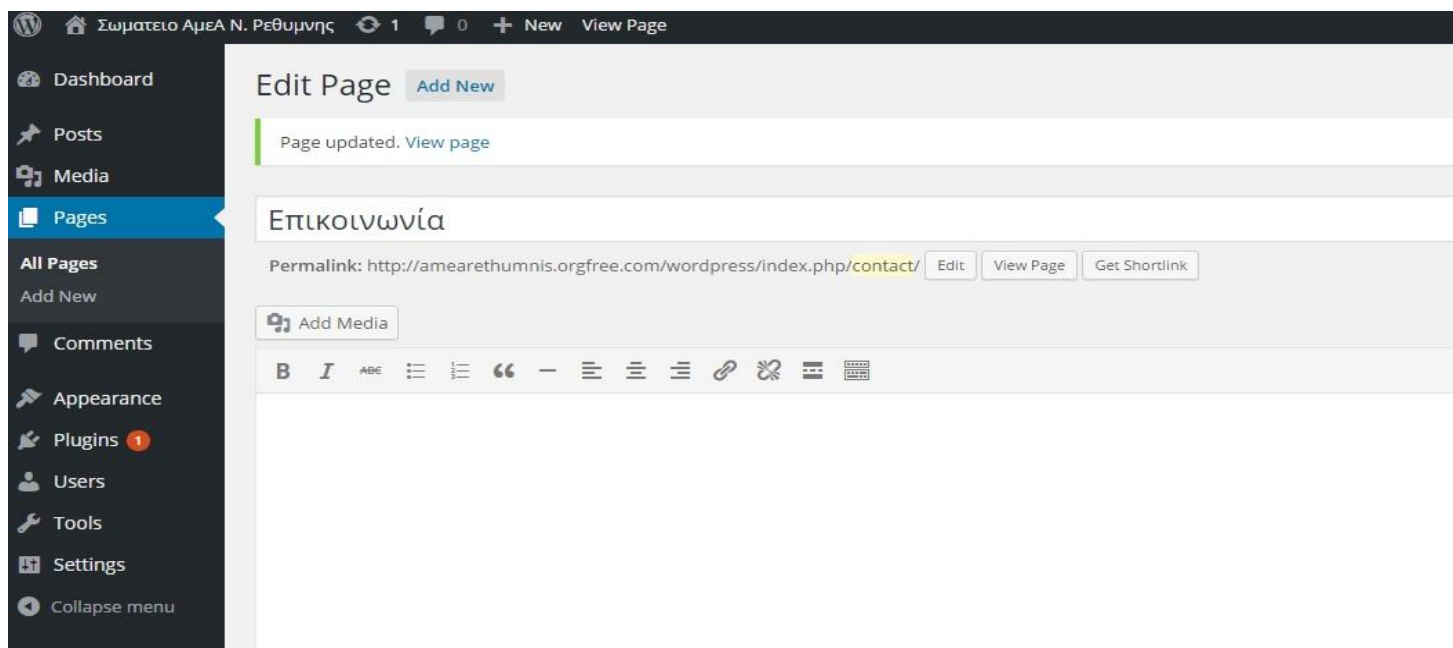 Σωματειο ΑμεΑ Ν. Ρεθυμνης 1 0 New View Page
Dashboard
Posts
Media
Pages
All Pages
Add New
Comments
Appearance
Plugins 1
Users
Tools
Settings
Collapse menu
Edit Page Add New
Page updated. View page
Επικοινωνία
Permalink: http://amearethumnis.orgfree.com/wordpress/index.php/contact/ Edit View Page Get Shortlink
Add Media
B I ABC